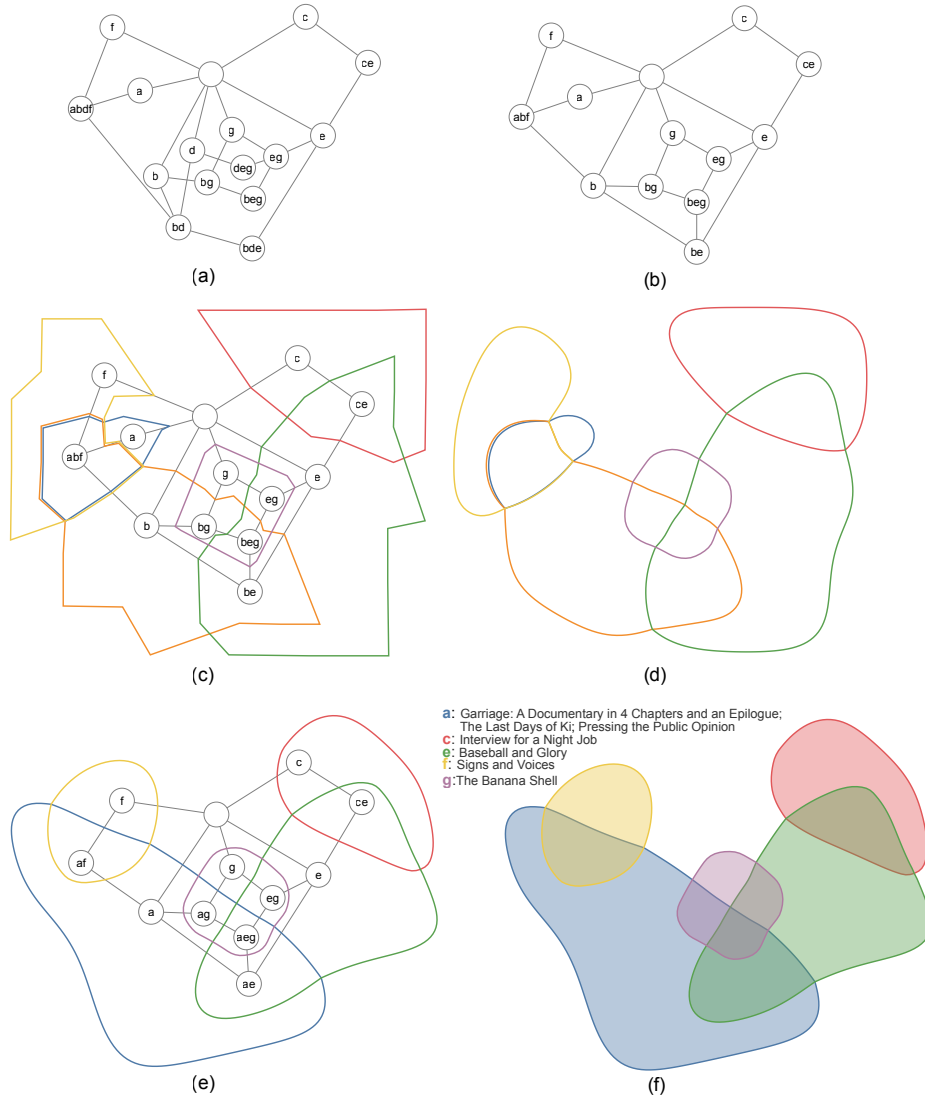 c
f
ce
a
abdf
g
e
d
eg
deg
b
bg
beg
bd
bde
(a)
c
f
ce
a
abf
g
e
eg
b
bg
beg
be
(b)
c
f
ce
a
abf
g
e
eg
b
bg
beg
be
(c)
(d)
c
f
ce
af
g
e
eg
a
ag
aeg
ae
(e)
a: Garriage: A Documentary in 4 Chapters and an Epilogue;
The Last Days of Ki; Pressing the Public Opinion
c: Interview for a Night Job
e: Baseball and Glory
f: Signs and Voices
g:The Banana Shell
(f)